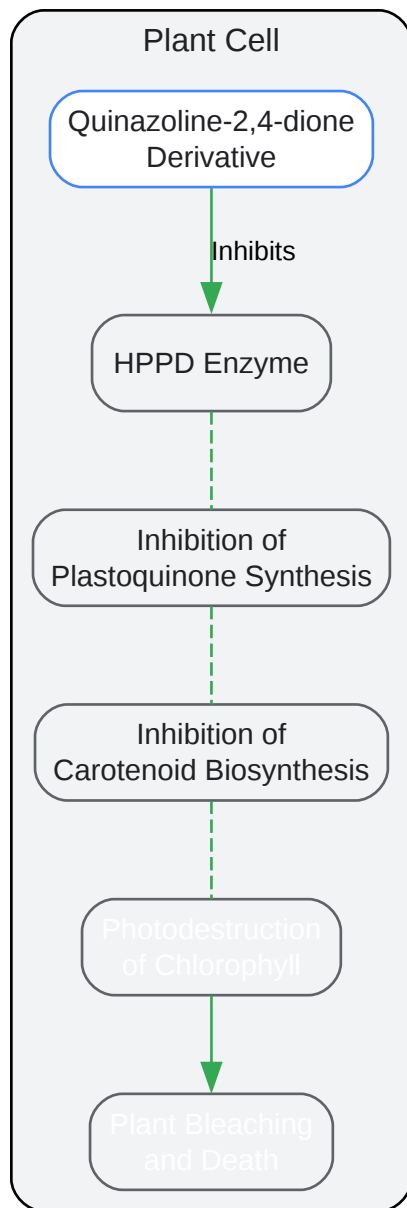 Plant Cell
Quinazoline-2,4-dione
Derivative
Inhibits
HPPD Enzyme
Inhibition of
Plastoquinone Synthesis
Inhibition of
Carotenoid Biosynthesis
Photodestruction
of Chlorophyll
Plant Bleaching
and Death